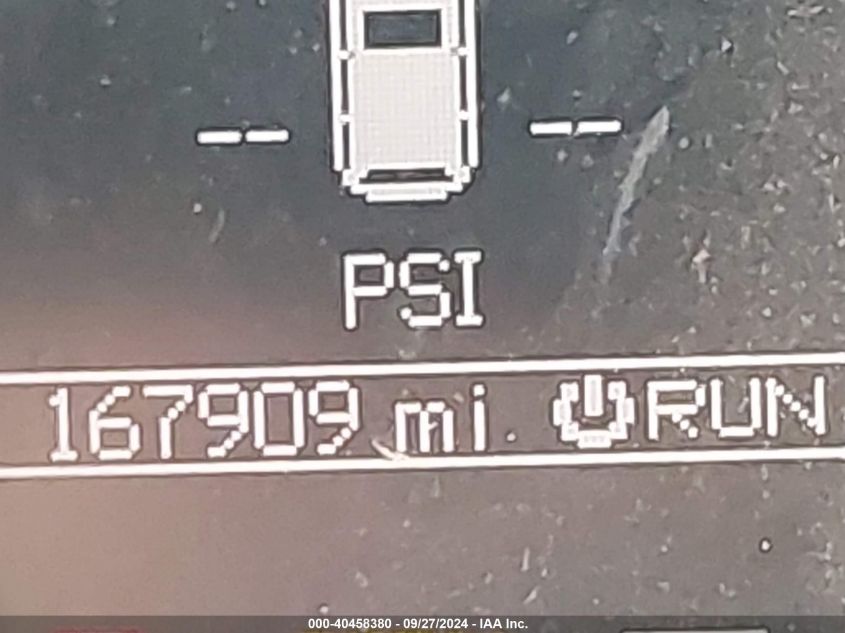 -- --
PSI
167909 mi RUN
000-40458380 - 09/27/2024 - IAA Inc.